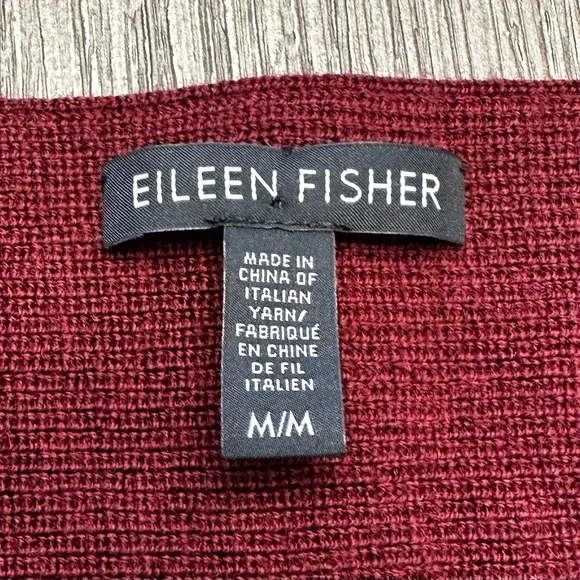 EILEEN FISHER
MADE IN
CHINA OF
ITALIAN
YARN/
FABRIQUÉ
EN CHINE
DE FIL
ITALIEN
M/M